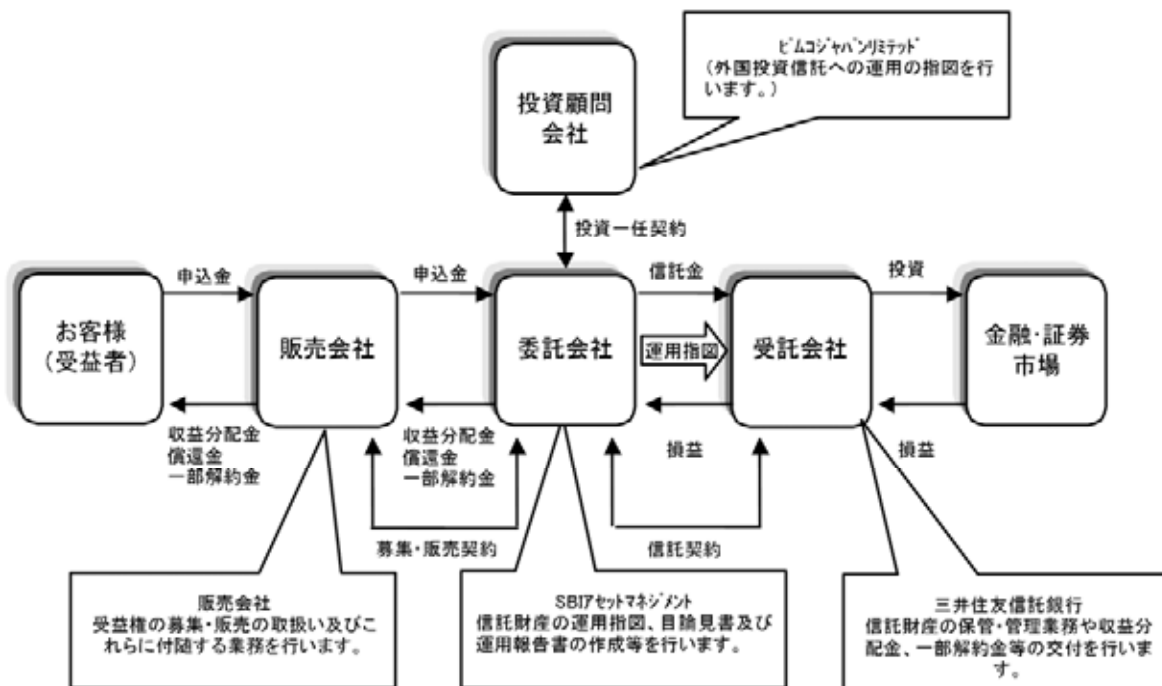 ﾋﾟﾑｺｼﾞｬﾊﾟﾝﾘﾐﾃｯﾄﾞ
(外国投資信託への運用の指図を行
います。)
投資顧問
会社
投資一任契約
申込金
申込金
信託金
投資
お客様
(受益者)
販売会社
委託会社
運用指図
受託会社
金融・証券
市場
収益分配金
償還金
一部解約金
収益分配金
償還金
一部解約金
損益
損益
募集・販売契約
信託契約
販売会社
受益権の募集・販売の取扱い及びこ
れらに付随する業務を行います。
SBIｱｾｯﾄﾏﾈｼﾞﾒﾝﾄ
信託財産の運用指図、目論見書及び
運用報告書の作成等を行います。
三井住友信託銀行
信託財産の保管・管理業務や収益分
配金、一部解約金等の交付を行いま
す。